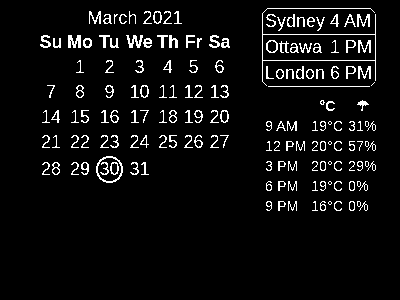 March 2021
Su Mo Tu We Th Fr Sa
1 2 3 4 5 6
7 8 9 10 11 12 13
14 15 16 17 18 19 20
21 22 23 24 25 26 27
28 29 30 31
Sydney 4 AM
Ottawa 1 PM
London 6 PM
°C ☂
9 AM 19°C 31%
12 PM 20°C 57%
3 PM 20°C 29%
6 PM 19°C 0%
9 PM 16°C 0%